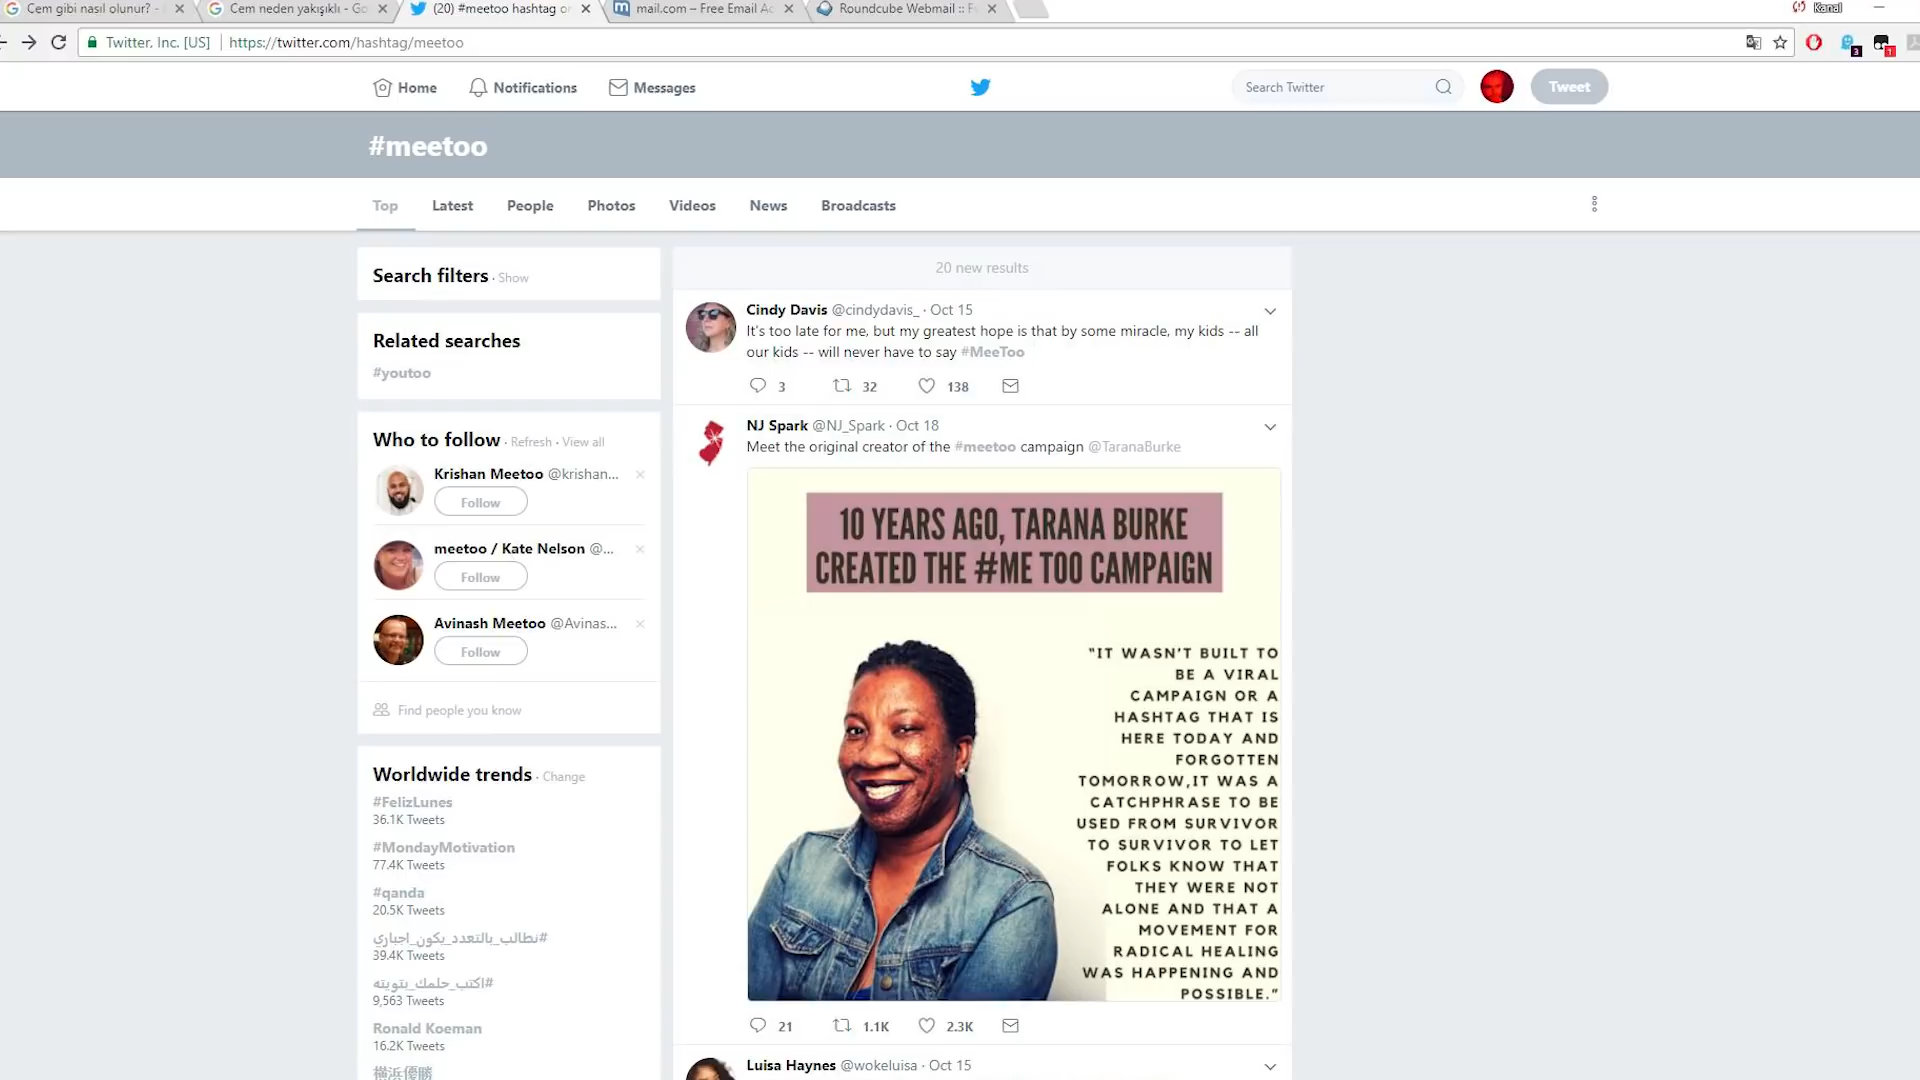 Cem gibi nasıl olunur? -
Cem neden yakışıklı - Go
(20) #meetoo hashtag on
mail.com – Free Email Ac
Roundcube Webmail ::
Kanal
Twitter, Inc. [US]
https://twitter.com/hashtag/meetoo
3
1
Home
Notifications
Messages
Search Twitter
Tweet
#meetoo
Top
Latest
People
Photos
Videos
News
Broadcasts
Search filters · Show
Related searches
#youtoo
Who to follow · Refresh · View all
Krishan Meetoo @krishan...
Follow
meetoo / Kate Nelson @...
Follow
Avinash Meetoo @Avinas...
Follow
Find people you know
Worldwide trends · Change
#FelizLunes
36.1K Tweets
#MondayMotivation
77.4K Tweets
#qanda
20.5K Tweets
#نطالب_بالتعدد_يكون_اجباري
39.4K Tweets
#اكتب_حلمك_بتويته
9,563 Tweets
Ronald Koeman
16.2K Tweets
横浜優勝
20 new results
Cindy Davis @cindydavis_ · Oct 15
It's too late for me, but my greatest hope is that by some miracle, my kids -- all
our kids -- will never have to say #MeeToo
3
32
138
NJ Spark @NJ_Spark · Oct 18
Meet the original creator of the #meetoo campaign @TaranaBurke
10 YEARS AGO, TARANA BURKE
CREATED THE #ME TOO CAMPAIGN
"IT WASN'T BUILT TO
BE A VIRAL
CAMPAIGN OR A
HASHTAG THAT IS
HERE TODAY AND
FORGOTTEN
TOMORROW,IT WAS A
CATCHPHRASE TO BE
USED FROM SURVIVOR
TO SURVIVOR TO LET
FOLKS KNOW THAT
THEY WERE NOT
ALONE AND THAT A
MOVEMENT FOR
RADICAL HEALING
WAS HAPPENING AND
POSSIBLE."
21
1.1K
2.3K
Luisa Haynes @wokeluisa · Oct 15